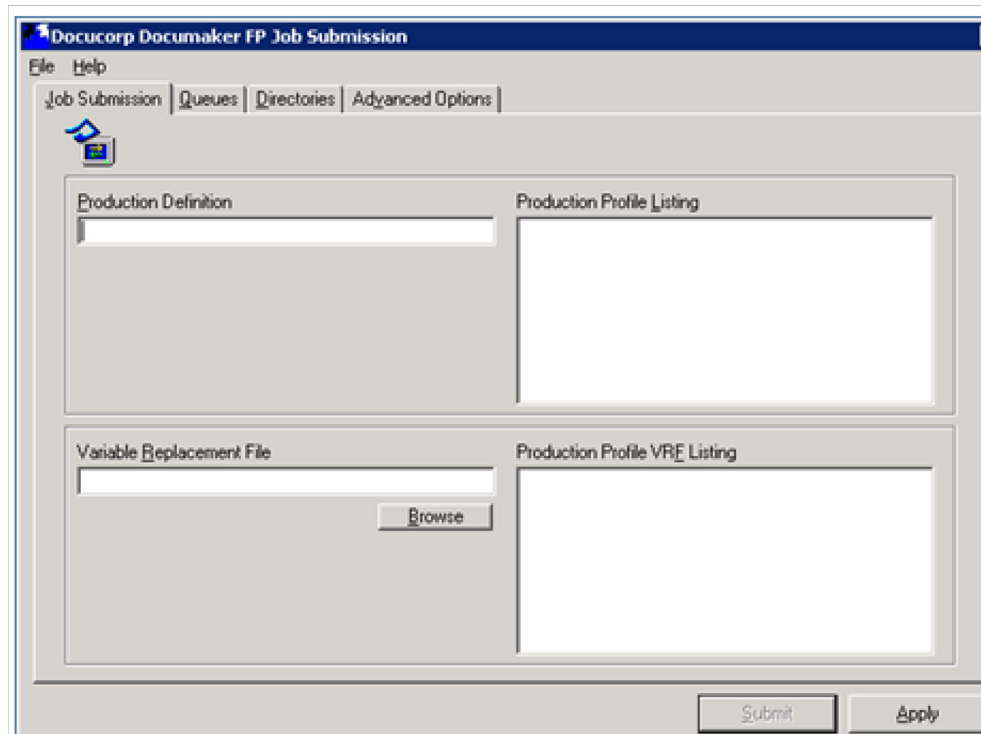 Docucorp Documaker FP Job Submission
File Help
Job Submission Queues Directories Advanced Options
Production Definition
Production Profile Listing
Variable Replacement File
Production Profile VRF Listing
Browse
Submit Apply